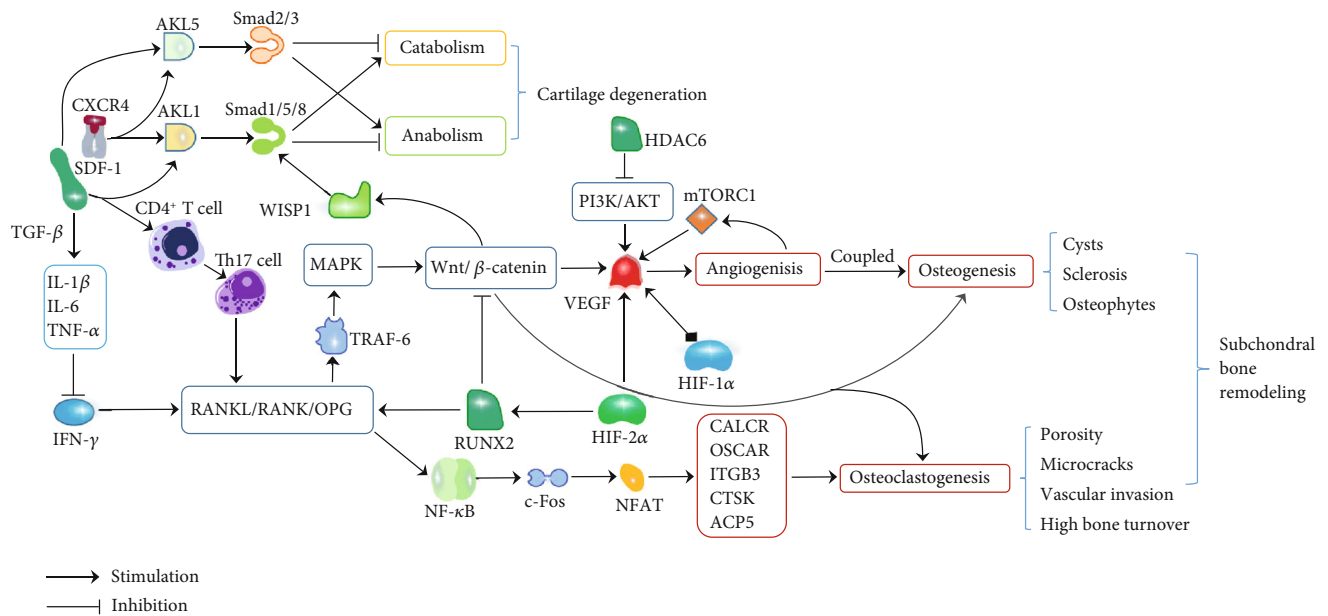 AKL5
Smad2/3
Catabolism
CXCR4
AKL1
Smad1/5/8
Cartilage degeneration
Anabolism
HDAC6
SDF-1
WISP1
PI3K/AKT
mTORC1
CD4+ T cell
TGF-β
Th17 cell
MAPK
Wnt/ β-catenin
VEGF
Angiogenisis
Coupled
Osteogenesis
Cysts
Sclerosis
Osteophytes
IL-1β
IL-6
TNF-α
TRAF-6
HIF-1α
Subchondral
bone
remodeling
IFN-γ
RANKL/RANK/OPG
RUNX2
HIF-2α
CALCR
OSCAR
ITGB3
CTSK
ACP5
Osteoclastogenesis
Porosity
Microcracks
Vascular invasion
High bone turnover
NF-κB
c-Fos
NFAT
Stimulation
Inhibition